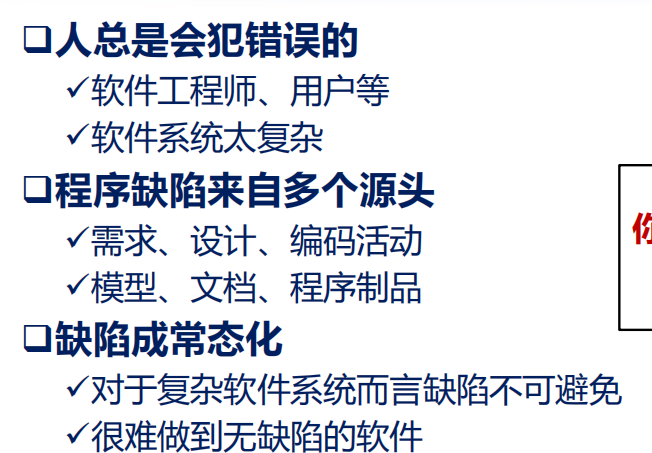 人总是会犯错误的
软件工程师、用户等
软件系统太复杂
程序缺陷来自多个源头
需求、设计、编码活动
模型、文档、程序制品
缺陷成常态化
对于复杂软件系统而言缺陷不可避免
很难做到无缺陷的软件